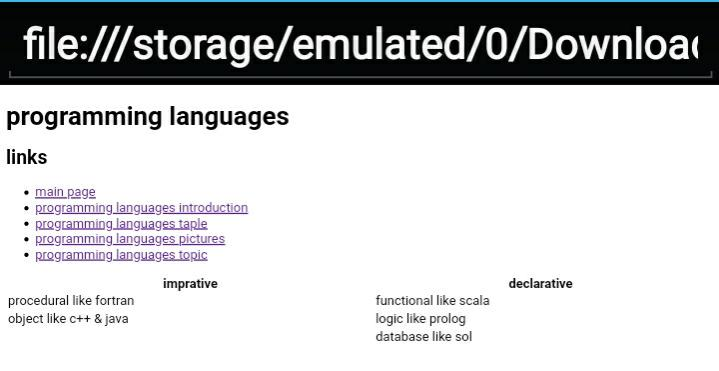 file:///storage/emulated/0/Download
programming languages
links
main page
programming languages introduction
programming languages taple
programming languages pictures
programming languages topic
imprative declarative
procedural like fortran functional like scala
object like c++ & java logic like prolog
database like sol